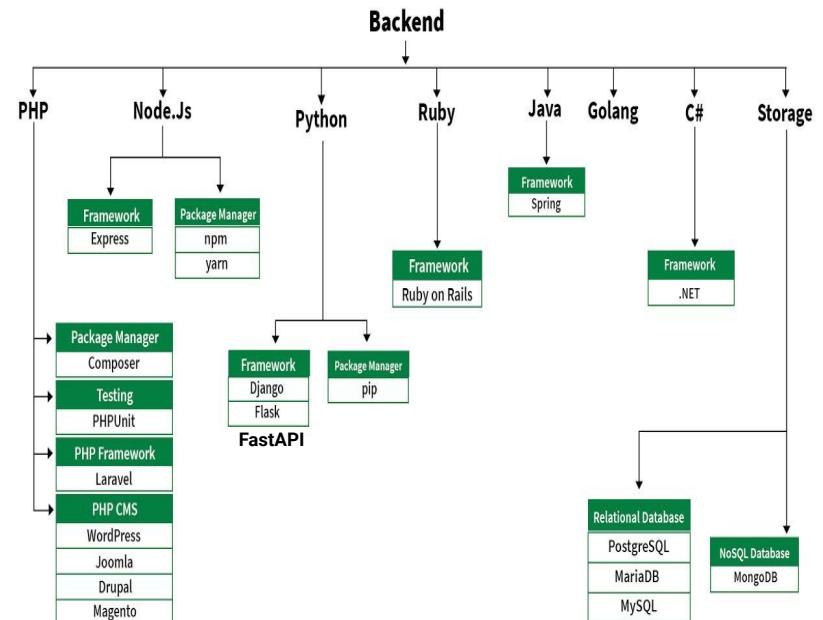 Backend
PHP
Node.Js
Python
Ruby
Java
Golang
C#
Storage
Framework
Express
Package Manager
npm
yarn
Framework
Spring
Framework
Ruby on Rails
Framework
.NET
Package Manager
Composer
Testing
PHPUnit
PHP Framework
Laravel
PHP CMS
WordPress
Joomla
Drupal
Magento
Framework
Django
Flask
FastAPI
Package Manager
pip
Relational Database
PostgreSQL
MariaDB
MySQL
NoSQL Database
MongoDB